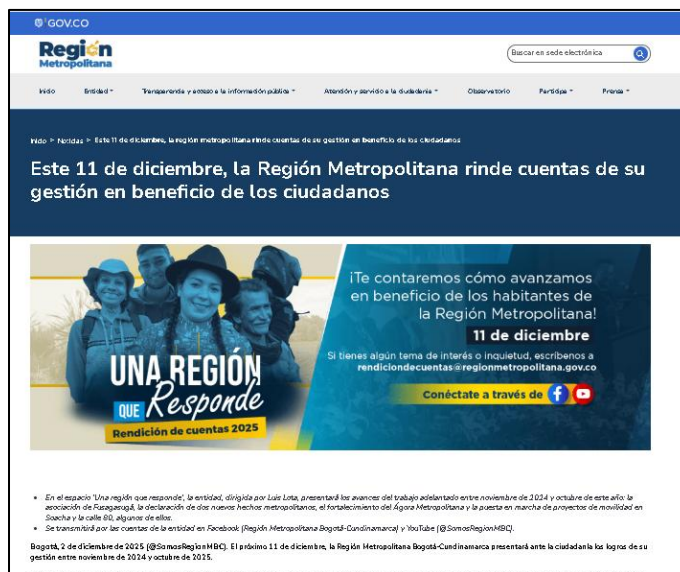 GOV.CO
Región
Metropolitana
Buscar en sede electrónica
Inicio Entidad Transparencia y acceso a la información pública Atención y servicio a la ciudadanía Observatorio Participa Prensa
Inicio > Noticias > Este 11 de diciembre, la región metropolitana rinde cuentas de su gestión en beneficio de los ciudadanos
Este 11 de diciembre, la Región Metropolitana rinde cuentas de su
gestión en beneficio de los ciudadanos
¡Te contaremos cómo avanzamos
en beneficio de los habitantes de
la Región Metropolitana!
11 de diciembre
Si tienes algún tema de interés o inquietud, escríbenos a
rendiciondecuentas@regionmetropolitana.gov.co
Conéctate a través de
UNA REGIÓN
QUE Responde
Rendición de cuentas 2025
• En el espacio 'Una región que responde', la entidad, dirigida por Luis Lota, presentará los avances del trabajo adelantado entre noviembre de 2024 y octubre de este año: la
asociación de Fusagasugá, la declaración de dos nuevos hechos metropolitanos, el fortalecimiento del Ágora Metropolitana y la puesta en marcha de proyectos de movilidad en
Soacha y la calle 80, algunos de ellos.
• Se transmitirá por las cuentas de la entidad en Facebook (Región Metropolitana Bogotá-Cundinamarca) y YouTube (@SomosRegionMBC).
Bogotá, 2 de diciembre de 2025 (@SomosRegionMBC). El próximo 11 de diciembre, la Región Metropolitana Bogotá-Cundinamarca presentará ante la ciudadanía los logros de su
gestión entre noviembre de 2024 y octubre de 2025.